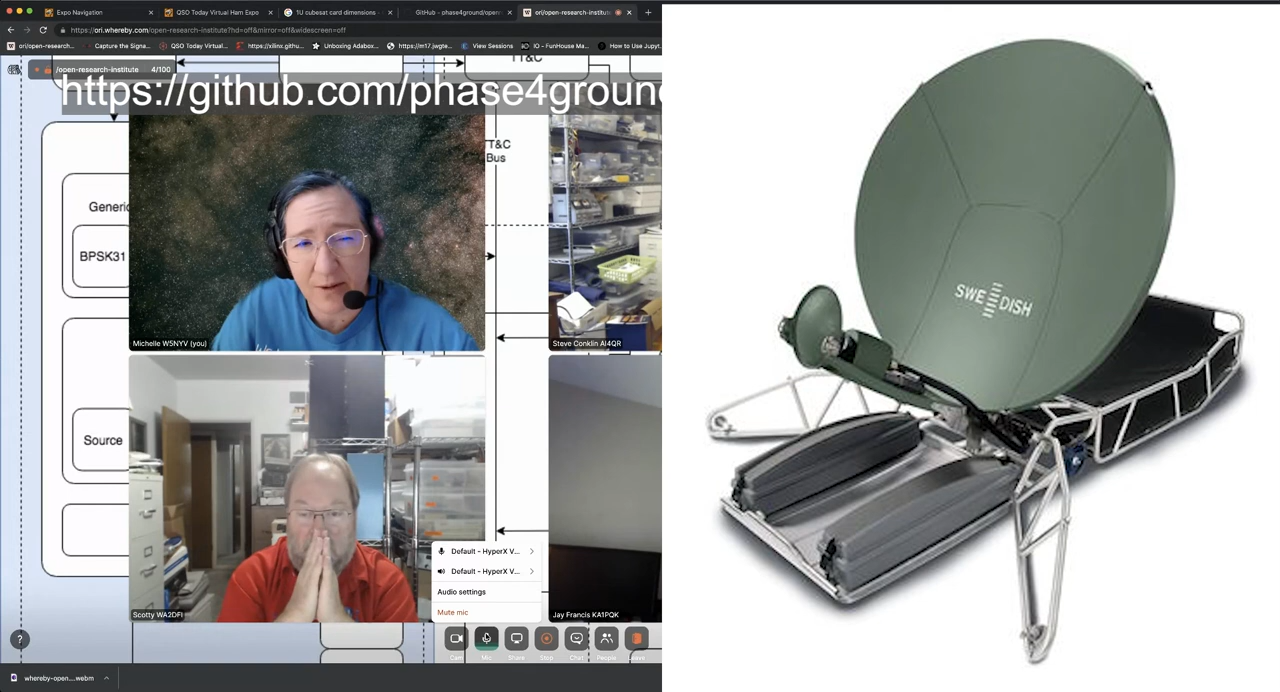 Expo Navigation
QSO Today Virtual Ham Expo
1U cubesat card dimensions -
GitHub - phase4ground/open
ori/open-research-institute
https://ori.whereby.com/open-research-institute?hd=off&mirror=off&widescreen=off
ori/open-research...
Capture the Signa...
QSO Today Virtual...
https://xilinx.githu...
Unboxing Adabox...
https://m17.jwgte...
View Sessions
IO - FunHouse Ma...
How to Use Jupyt..
/open-research-institute
4/100
TT&C
https://github.com/phase4ground
TT&C
Bus
Generic
BPSK31
Source
Michelle W5NYV (you)
Steve Conklin AI4QR
Scotty WA2DFI
Jay Francis KA1PQK
Default - HyperX V...
Default - HyperX V...
Audio settings
Mute mic
Cam
Mic
Share
Stop
Chat
People
Leave
?
whereby-open....webm
SWE DISH